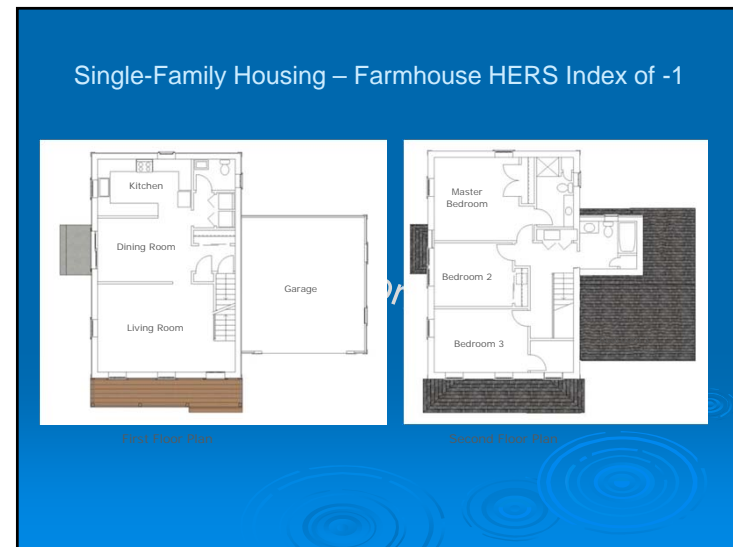 Single-Family Housing – Farmhouse HERS Index of -1
Kitchen
Dining Room
Living Room
Garage
First Floor Plan
Master
Bedroom
Bedroom 2
Bedroom 3
Second Floor Plan